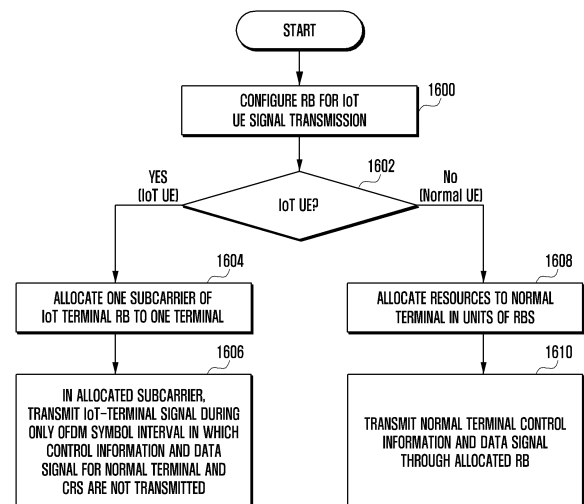 START
1600
CONFIGURE RB FOR IoT
UE SIGNAL TRANSMISSION
1602
YES
(IoT UE)
No
(Normal UE)
IoT UE?
1604
ALLOCATE ONE SUBCARRIER OF
IoT TERMINAL RB TO ONE TERMINAL
1608
ALLOCATE RESOURCES TO NORMAL
TERMINAL IN UNITS OF RBS
1606
IN ALLOCATED SUBCARRIER,
TRANSMIT IoT-TERMINAL SIGNAL DURING
ONLY OFDM SYMBOL INTERVAL IN WHICH
CONTROL INFORMATION AND DATA
SIGNAL FOR NORMAL TERMINAL AND
CRS ARE NOT TRANSMITTED
1610
TRANSMIT NORMAL TERMINAL CONTROL
INFORMATION AND DATA SIGNAL
THROUGH ALLOCATED RB